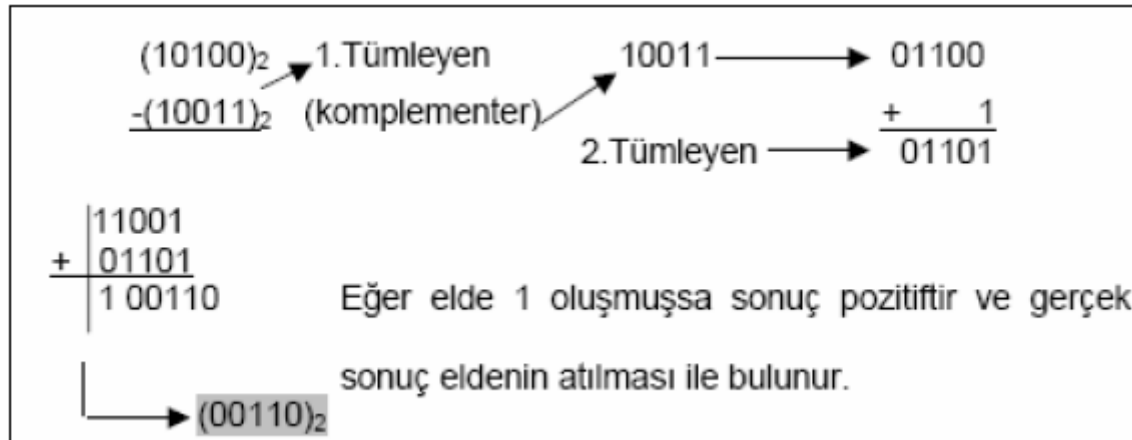 (10100)₂ 1.Tümleyen 10011 01100
-(10011)₂ (komplementer) + 1
2.Tümleyen 01101
11001
+ 01101
1 00110 Eğer elde 1 oluşmuşsa sonuç pozitiftir ve gerçek
sonuç eldenin atılması ile bulunur.
(00110)₂